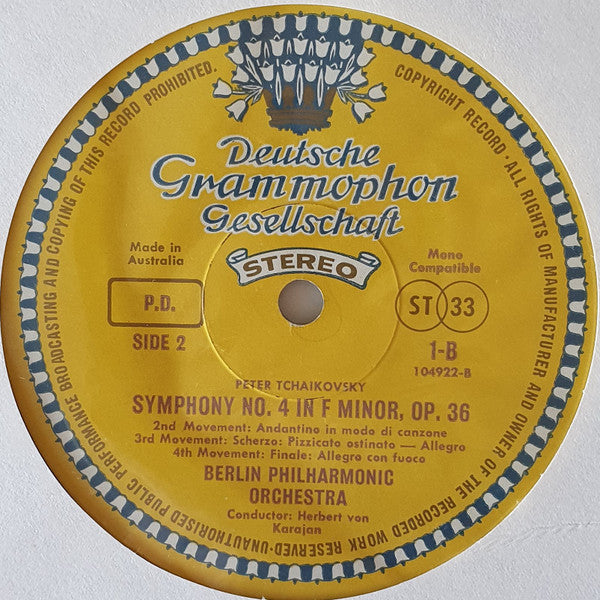 COPYRIGHT RECORD · ALL RIGHTS OF MANUFACTURER AND OWNER OF THE RECORDED WORK RESERVED·UNAUTHORISED PUBLIC PERFORMANCE BROADCASTING AND COPYING OF THIS RECORD PROHIBITED.
Deutsche
Grammophon
Gesellschaft
STEREO
Made in
Australia
Mono
Compatible
P.D.
ST 33
SIDE 2
1-B
104922-B
PETER TCHAIKOVSKY
SYMPHONY NO. 4 IN F MINOR, OP. 36
2nd Movement: Andantino in modo di canzone
3rd Movement: Scherzo: Pizzicato ostinato — Allegro
4th Movement: Finale: Allegro con fuoco
BERLIN PHILHARMONIC
ORCHESTRA
Conductor: Herbert von
Karajan